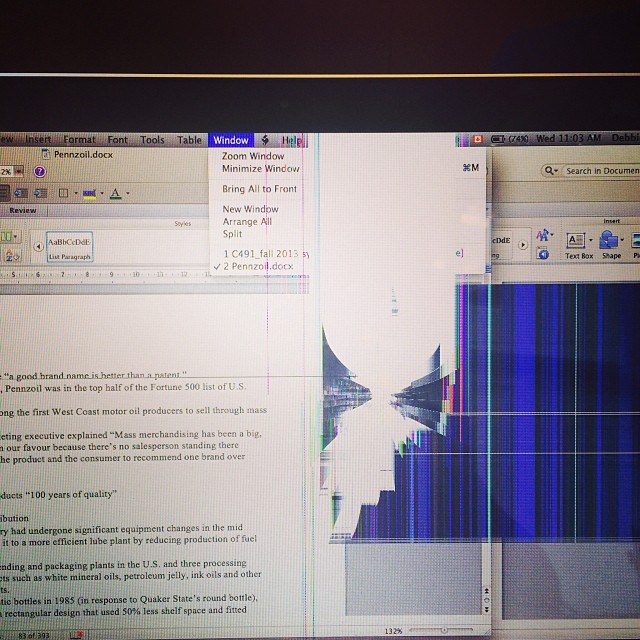 Insert Format Font Tools Table Window Help (74%) Wed 11:03 AM Debbi
Pennzoil.docx
2%
Zoom Window
Minimize Window ⌘M
Bring All to Front
New Window
Arrange All
Split
1 C491_fall 2013 sy
✓ 2 Pennzoil.docx
Search in Documen
Review
Styles
Insert
AaBbCcDdE
List Paragraph
CcDdE
Text Box Shape
"a good brand name is better than a patent."
, Pennzoil was in the top half of the Fortune 500 list of U.S.
ong the first West Coast motor oil producers to sell through mass
eting executive explained "Mass merchandising has been a big,
n our favour because there's no salesperson standing there
he product and the consumer to recommend one brand over
ducts "100 years of quality"
ibution
ry had undergone significant equipment changes in the mid
it to a more efficient lube plant by reducing production of fuel
ending and packaging plants in the U.S. and three processing
cts such as white mineral oils, petroleum jelly, ink oils and other
ts.
tic bottles in 1985 (in response to Quaker State's round bottle),
a rectangular design that used 50% less shelf space and fitted
83 of 393
132%